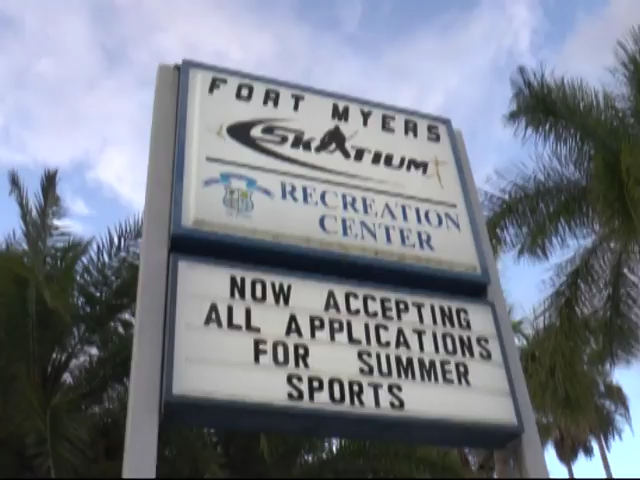 FORT MYERS
SKATIUM
RECREATION
CENTER
NOW ACCEPTING
ALL APPLICATIONS
FOR SUMMER
SPORTS